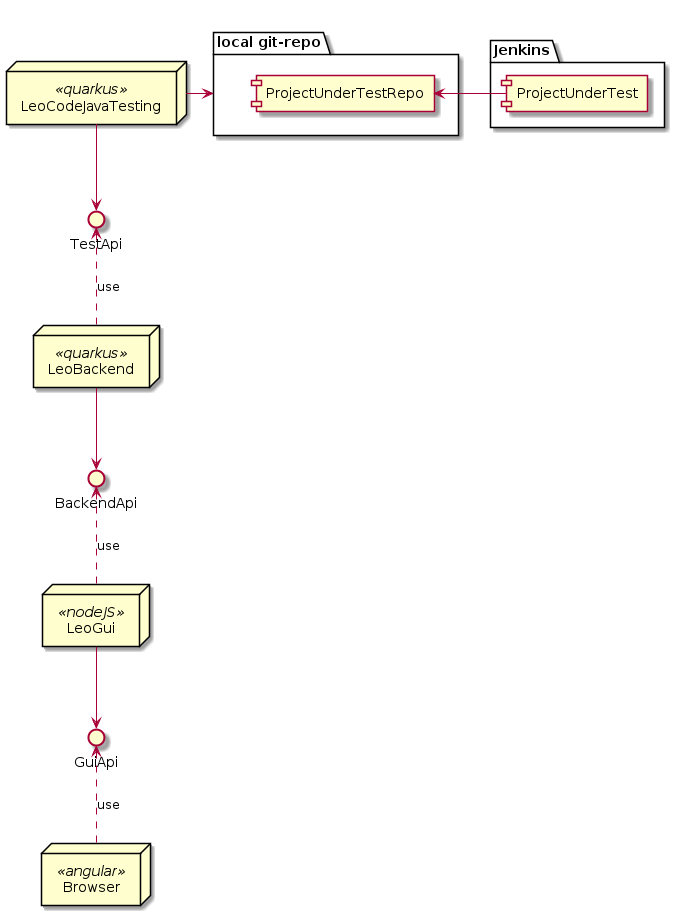 local git-repo
Jenkins
«quarkus»
LeoCodeJavaTesting
ProjectUnderTestRepo
ProjectUnderTest
TestApi
use
«quarkus»
LeoBackend
BackendApi
use
«nodeJS»
LeoGui
GuiApi
use
«angular»
Browser